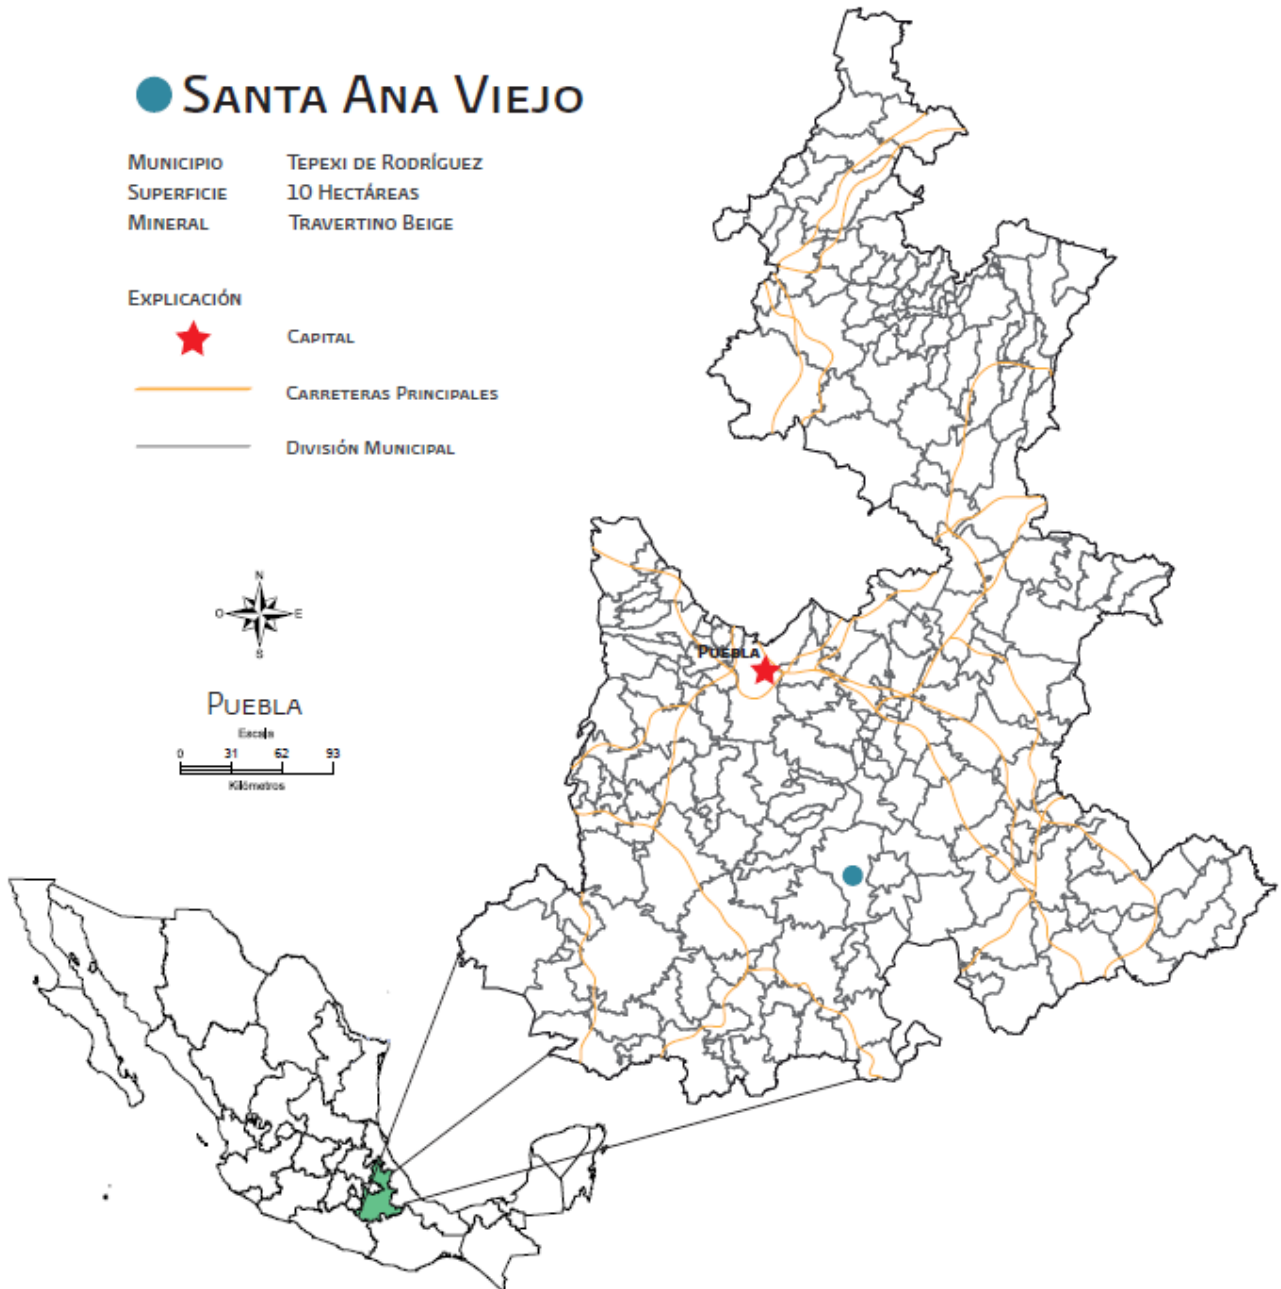 Santa Ana Viejo
Municipio Tepexi de Rodríguez
Superficie 10 Hectáreas
Mineral Travertino Beige
Explicación
Capital
Carreteras Principales
División Municipal
N
O E
S
Puebla
Escala
0 31 62 93
Kilómetros
Puebla